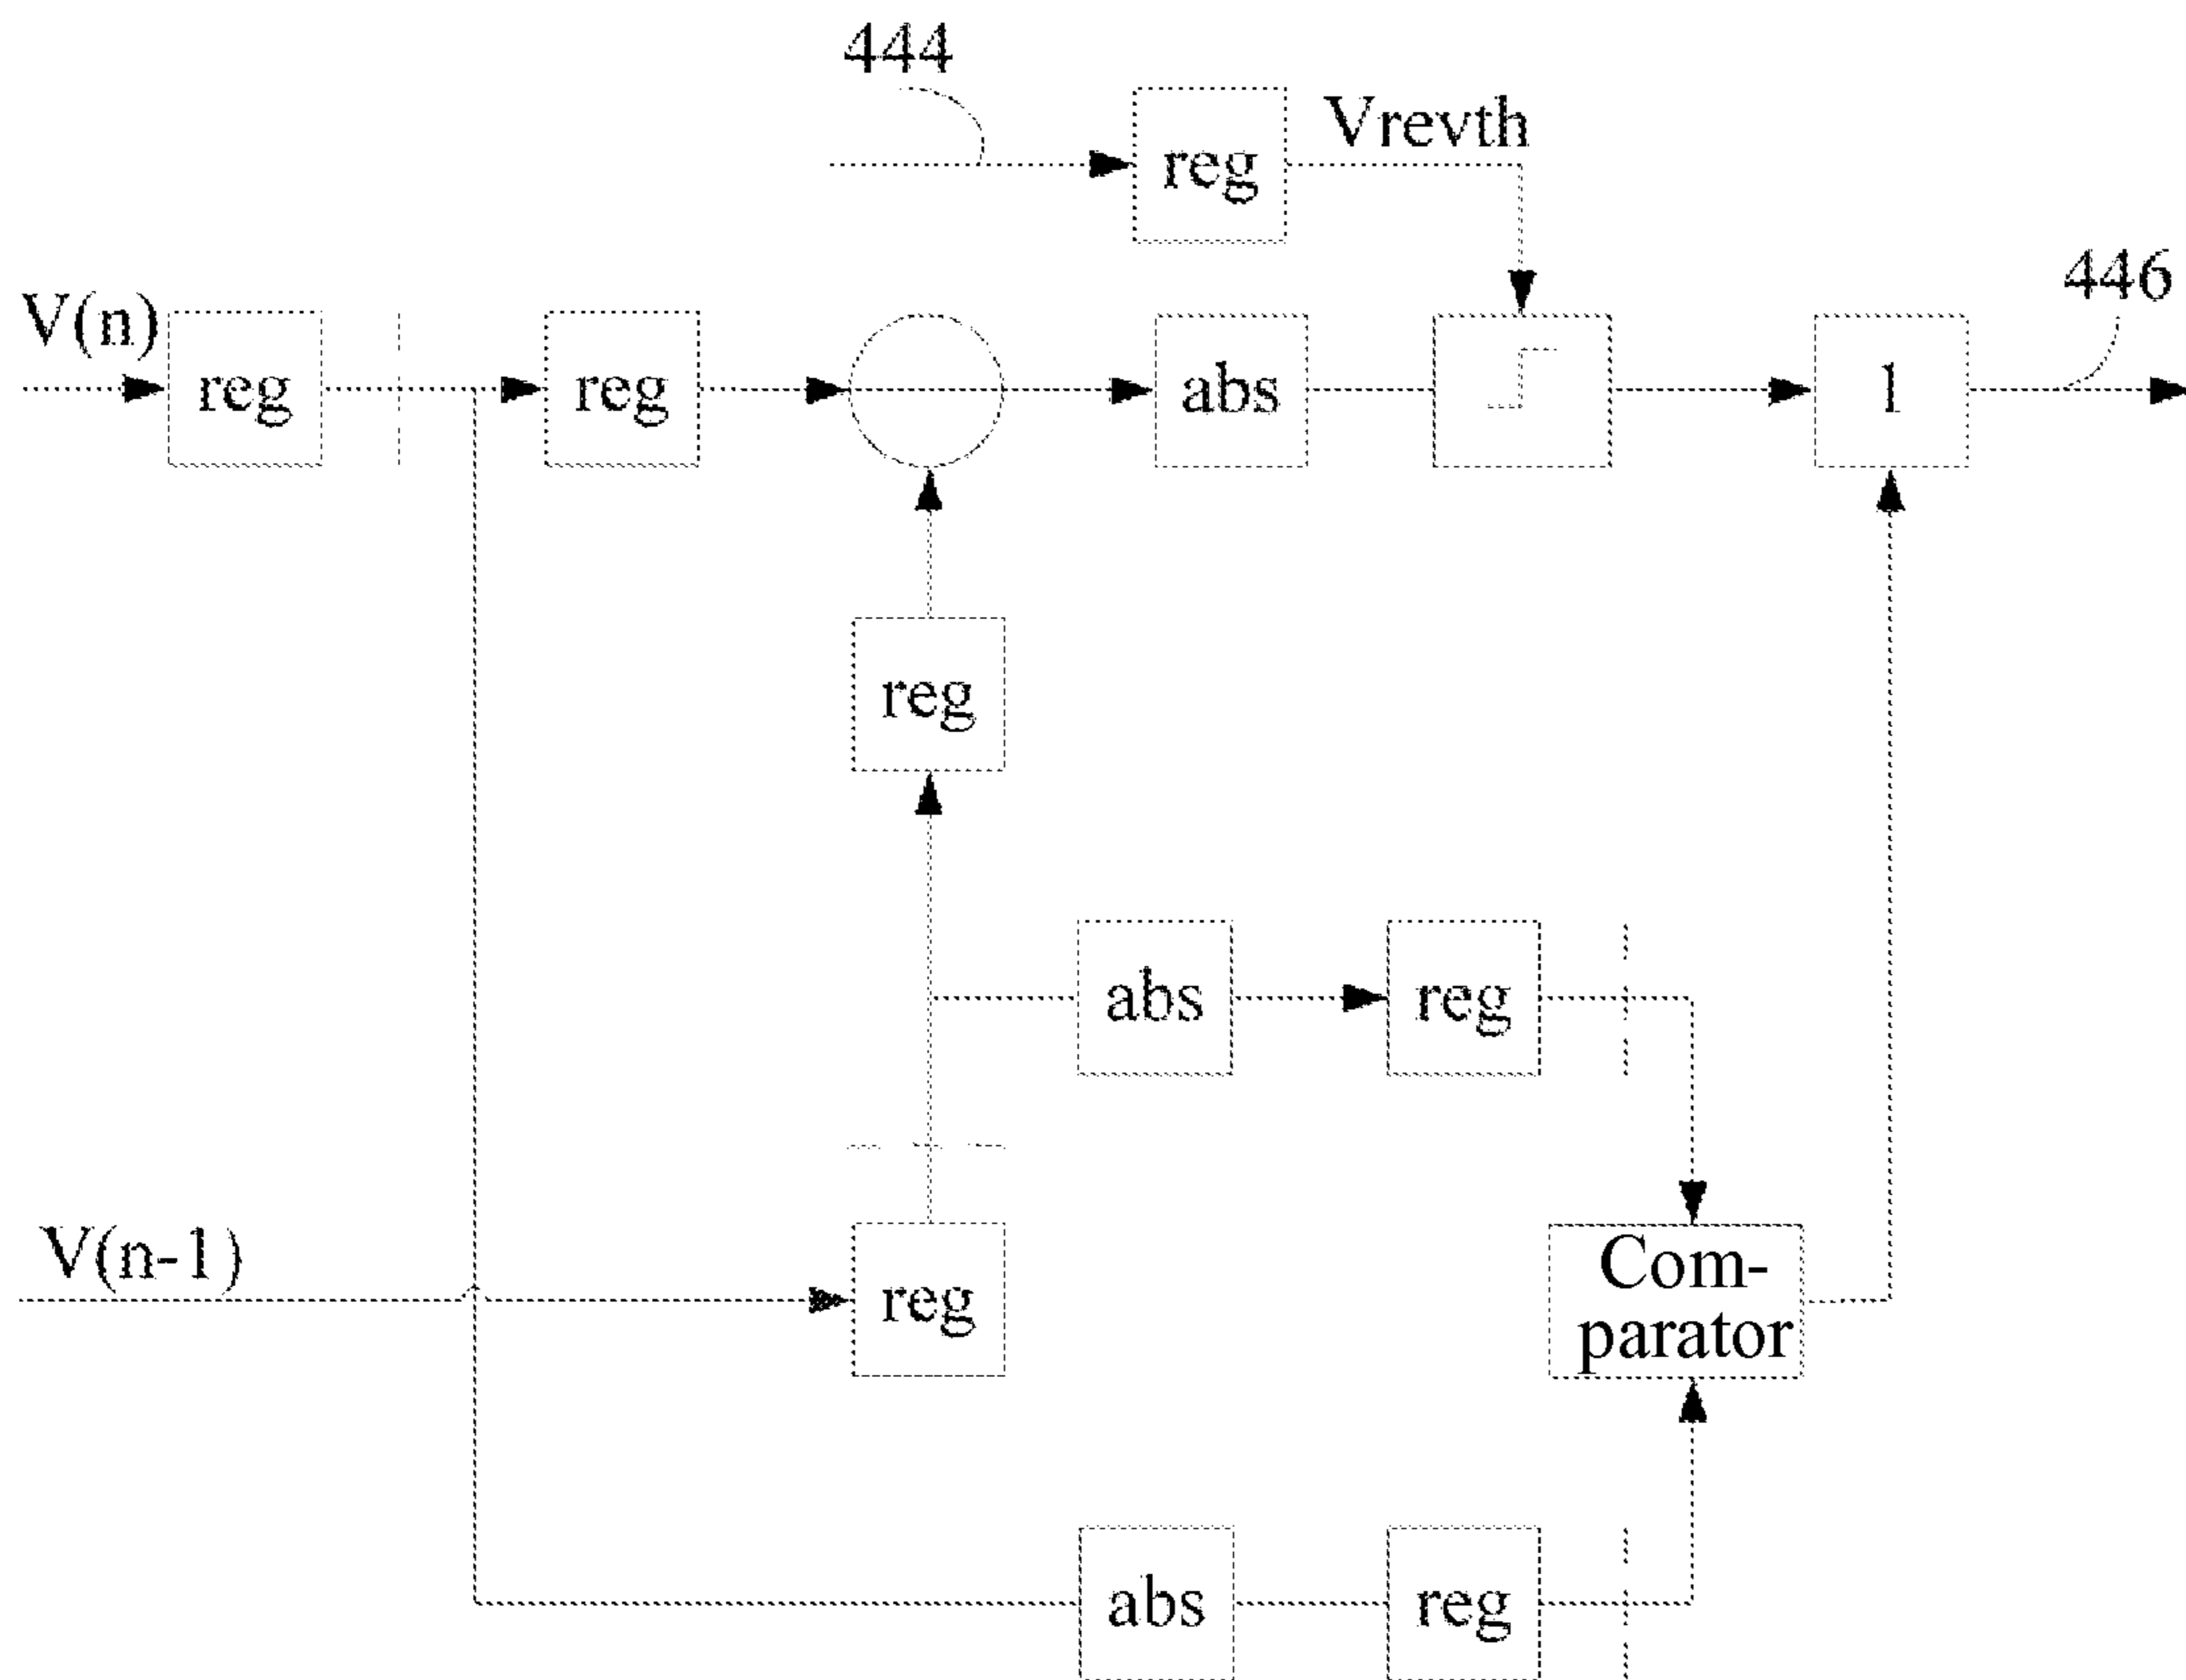 444
reg
Vrevth
446
V(n)
reg
reg
abs
1
reg
abs
reg
V(n-1)
reg
Com-
parator
abs
reg